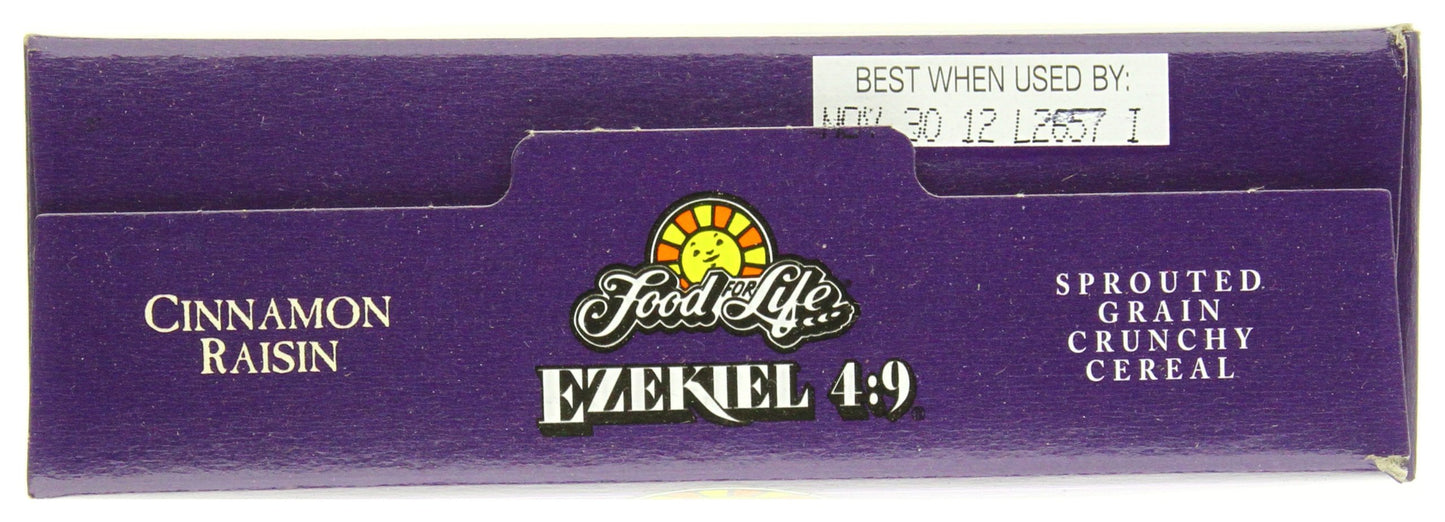 BEST WHEN USED BY:
NOV 30 12 L2657 I
Food FOR Life
EZEKIEL 4:9®
CINNAMON
RAISIN
SPROUTED
GRAIN
CRUNCHY
CEREAL